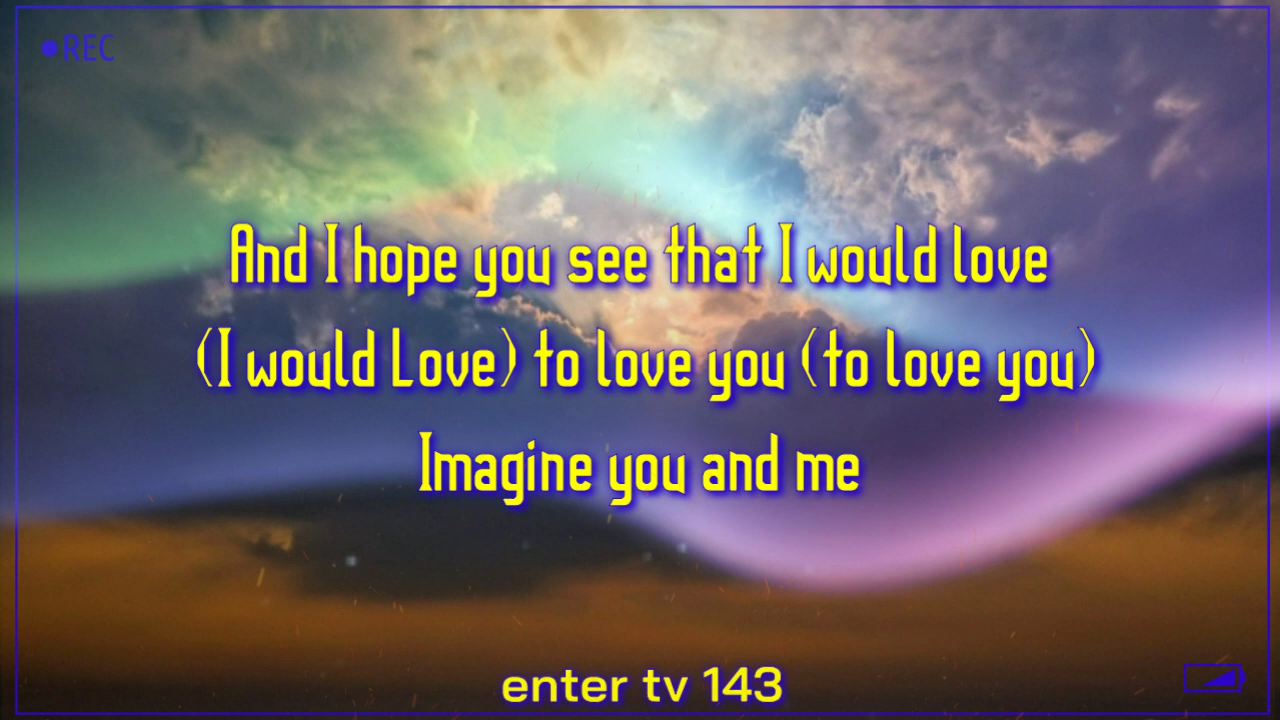 REC
And I hope you see that I would love
(I would Love) to love you (to love you)
Imagine you and me
enter tv 143